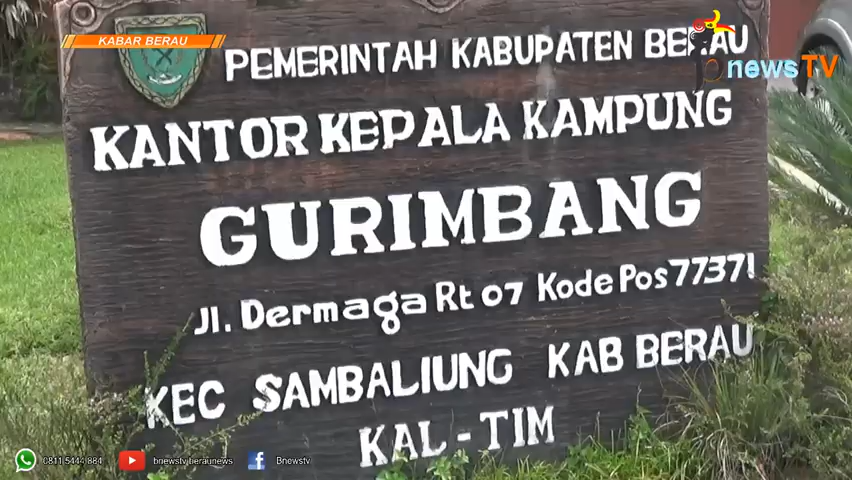 KABAR BERAU
PEMERINTAH KABUPATEN BERAU
bnewsTV
KANTOR KEPALA KAMPUNG
GURIMBANG
Jl. Dermaga Rt 07 Kode Pos 77371
KEC SAMBALIUNG KAB BERAU
KAL-TIM
0811 5444 884 bnewstv beraunews Bnewstv